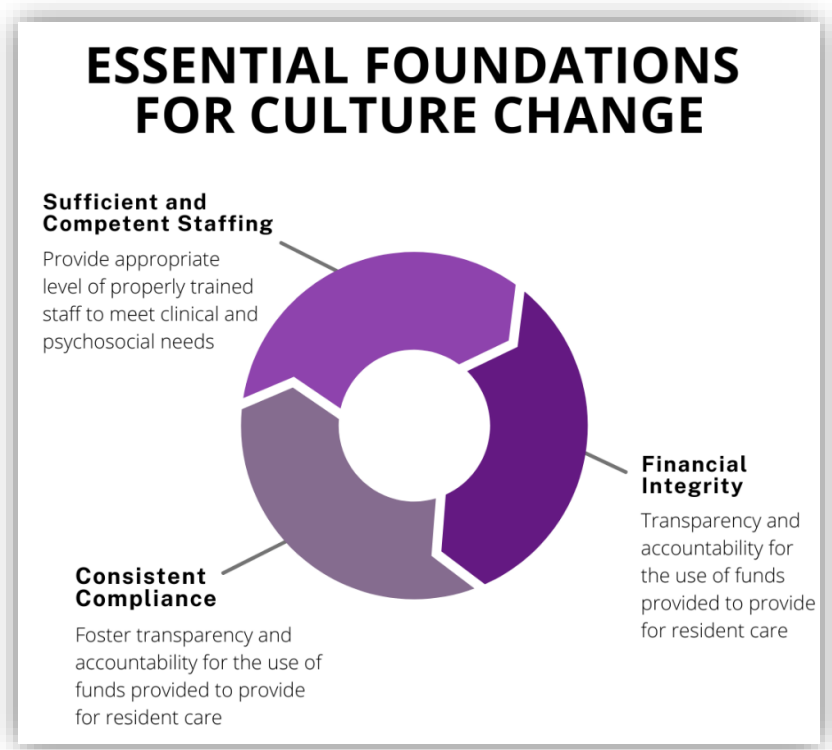 ESSENTIAL FOUNDATIONS
FOR CULTURE CHANGE
Sufficient and
Competent Staffing
Provide appropriate
level of properly trained
staff to meet clinical and
psychosocial needs
Financial
Integrity
Transparency and
accountability for
the use of funds
provided to provide
for resident care
Consistent
Compliance
Foster transparency and
accountability for the use of
funds provided to provide
for resident care